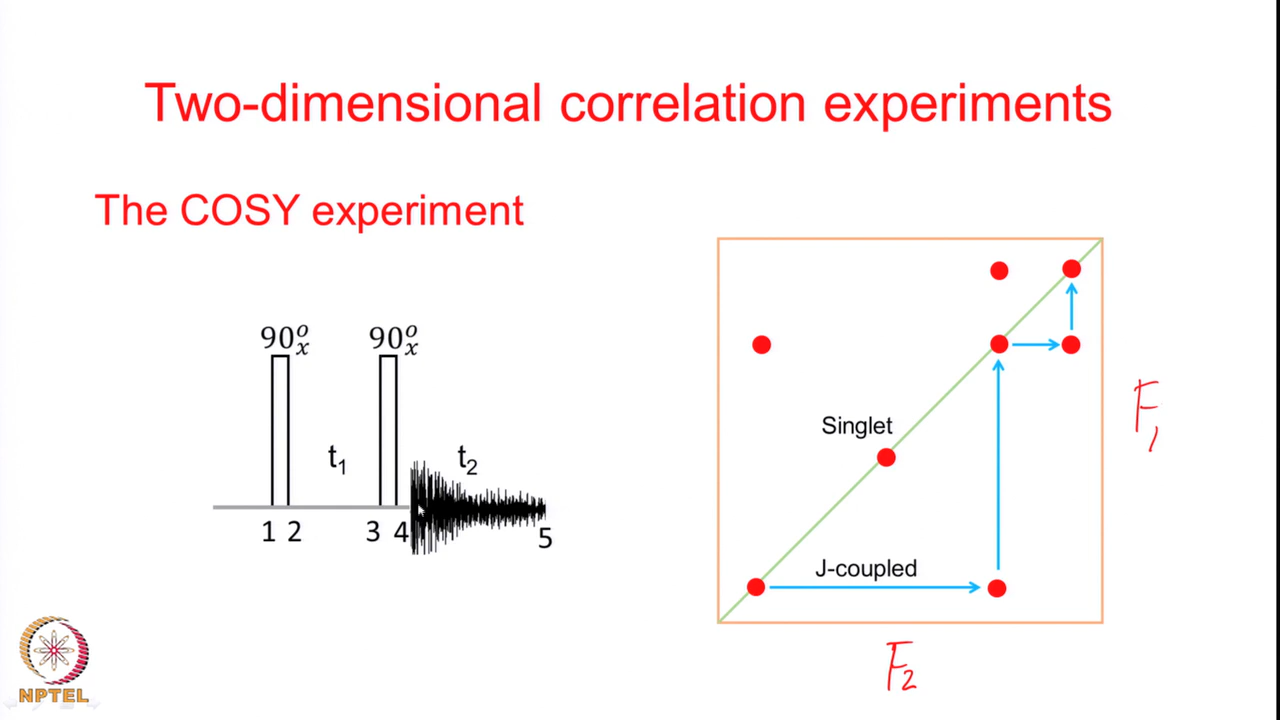 Two-dimensional correlation experiments
The COSY experiment
90°x 90°x
t1 t2
1 2 3 4 5
Singlet
J-coupled
F1
F2
NPTEL